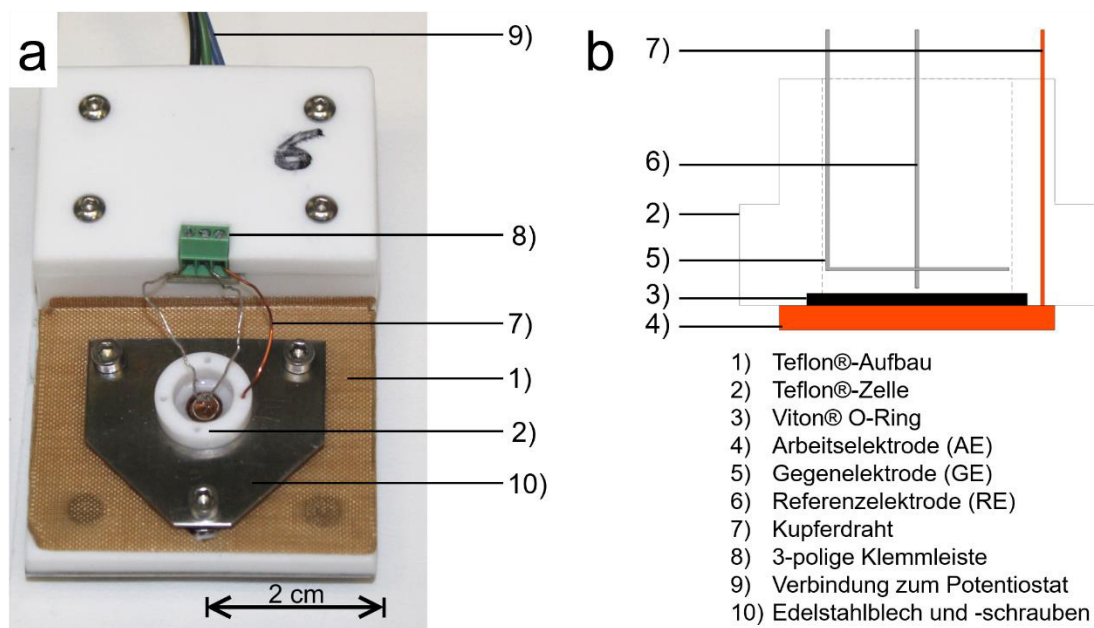 a
9)
6
8)
7)
1)
2)
10)
2 cm
b
7)
6)
2)
5)
3)
4)
1) Teflon®-Aufbau
2) Teflon®-Zelle
3) Viton® O-Ring
4) Arbeitselektrode (AE)
5) Gegenelektrode (GE)
6) Referenzelektrode (RE)
7) Kupferdraht
8) 3-polige Klemmleiste
9) Verbindung zum Potentiostat
10) Edelstahlblech und -schrauben